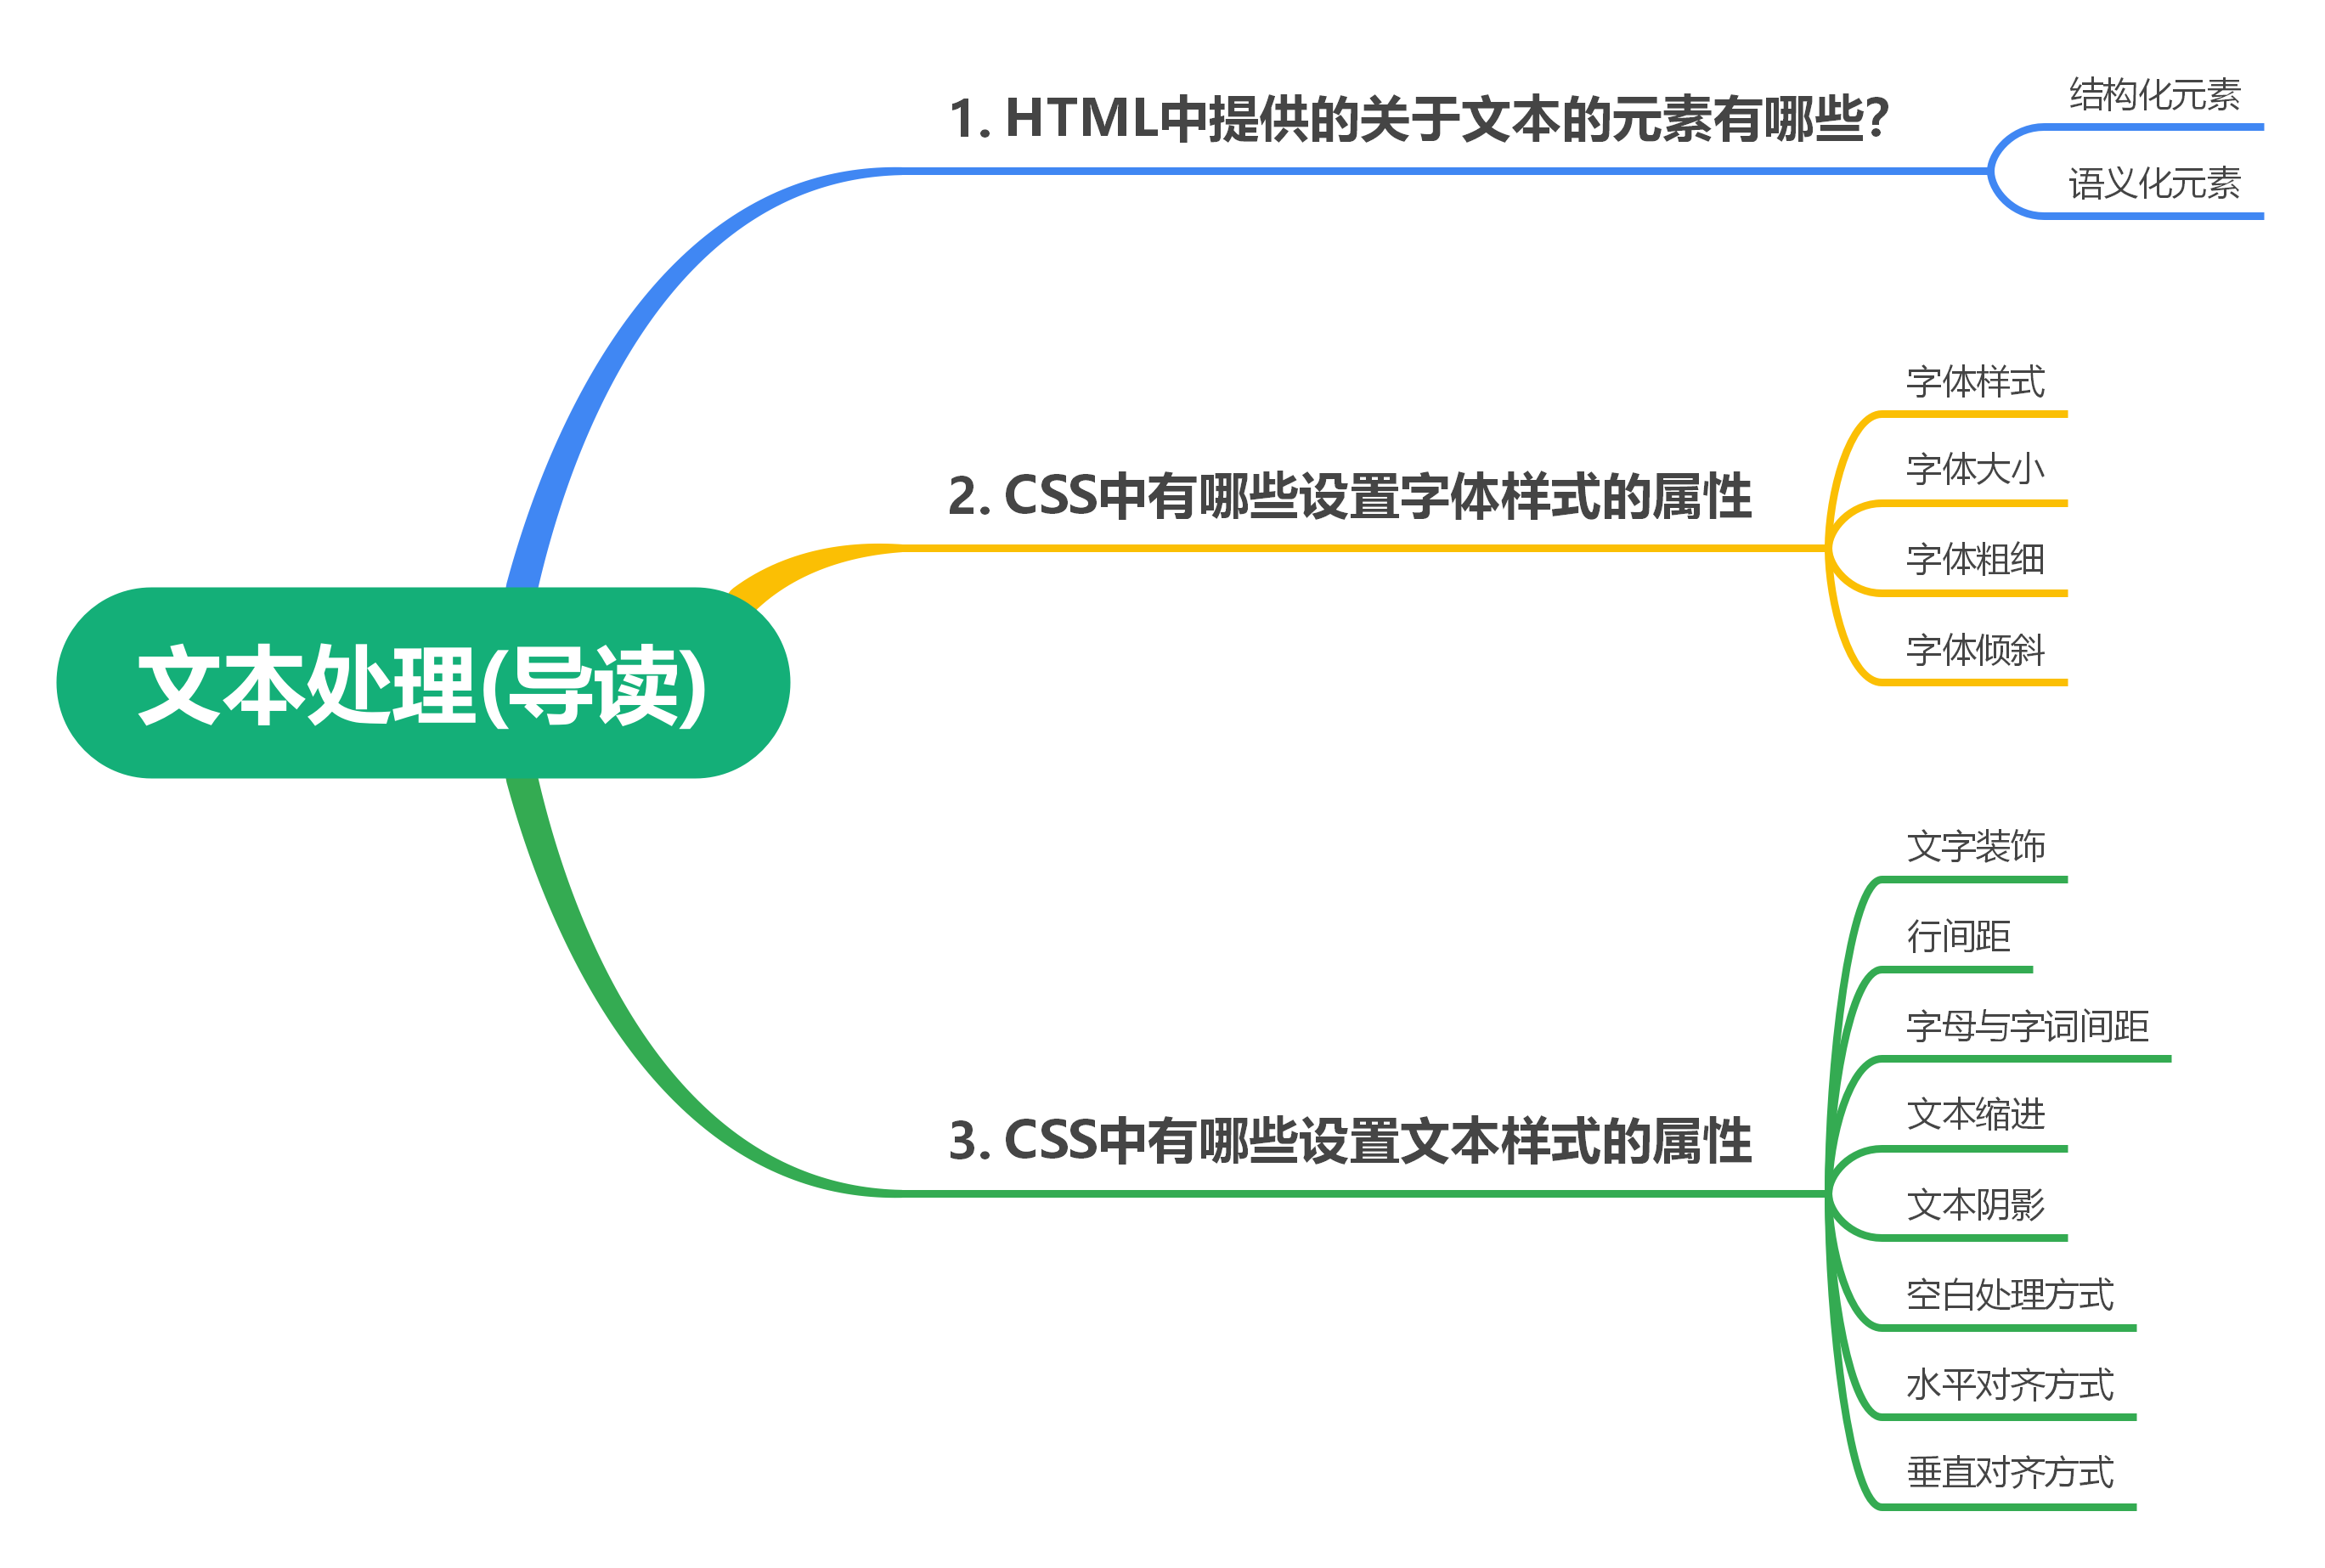 文本处理(导读)
1. HTML中提供的关于文本的元素有哪些?
结构化元素
语义化元素
2. CSS中有哪些设置字体样式的属性
字体样式
字体大小
字体粗细
字体倾斜
3. CSS中有哪些设置文本样式的属性
文字装饰
行间距
字母与字词间距
文本缩进
文本阴影
空白处理方式
水平对齐方式
垂直对齐方式